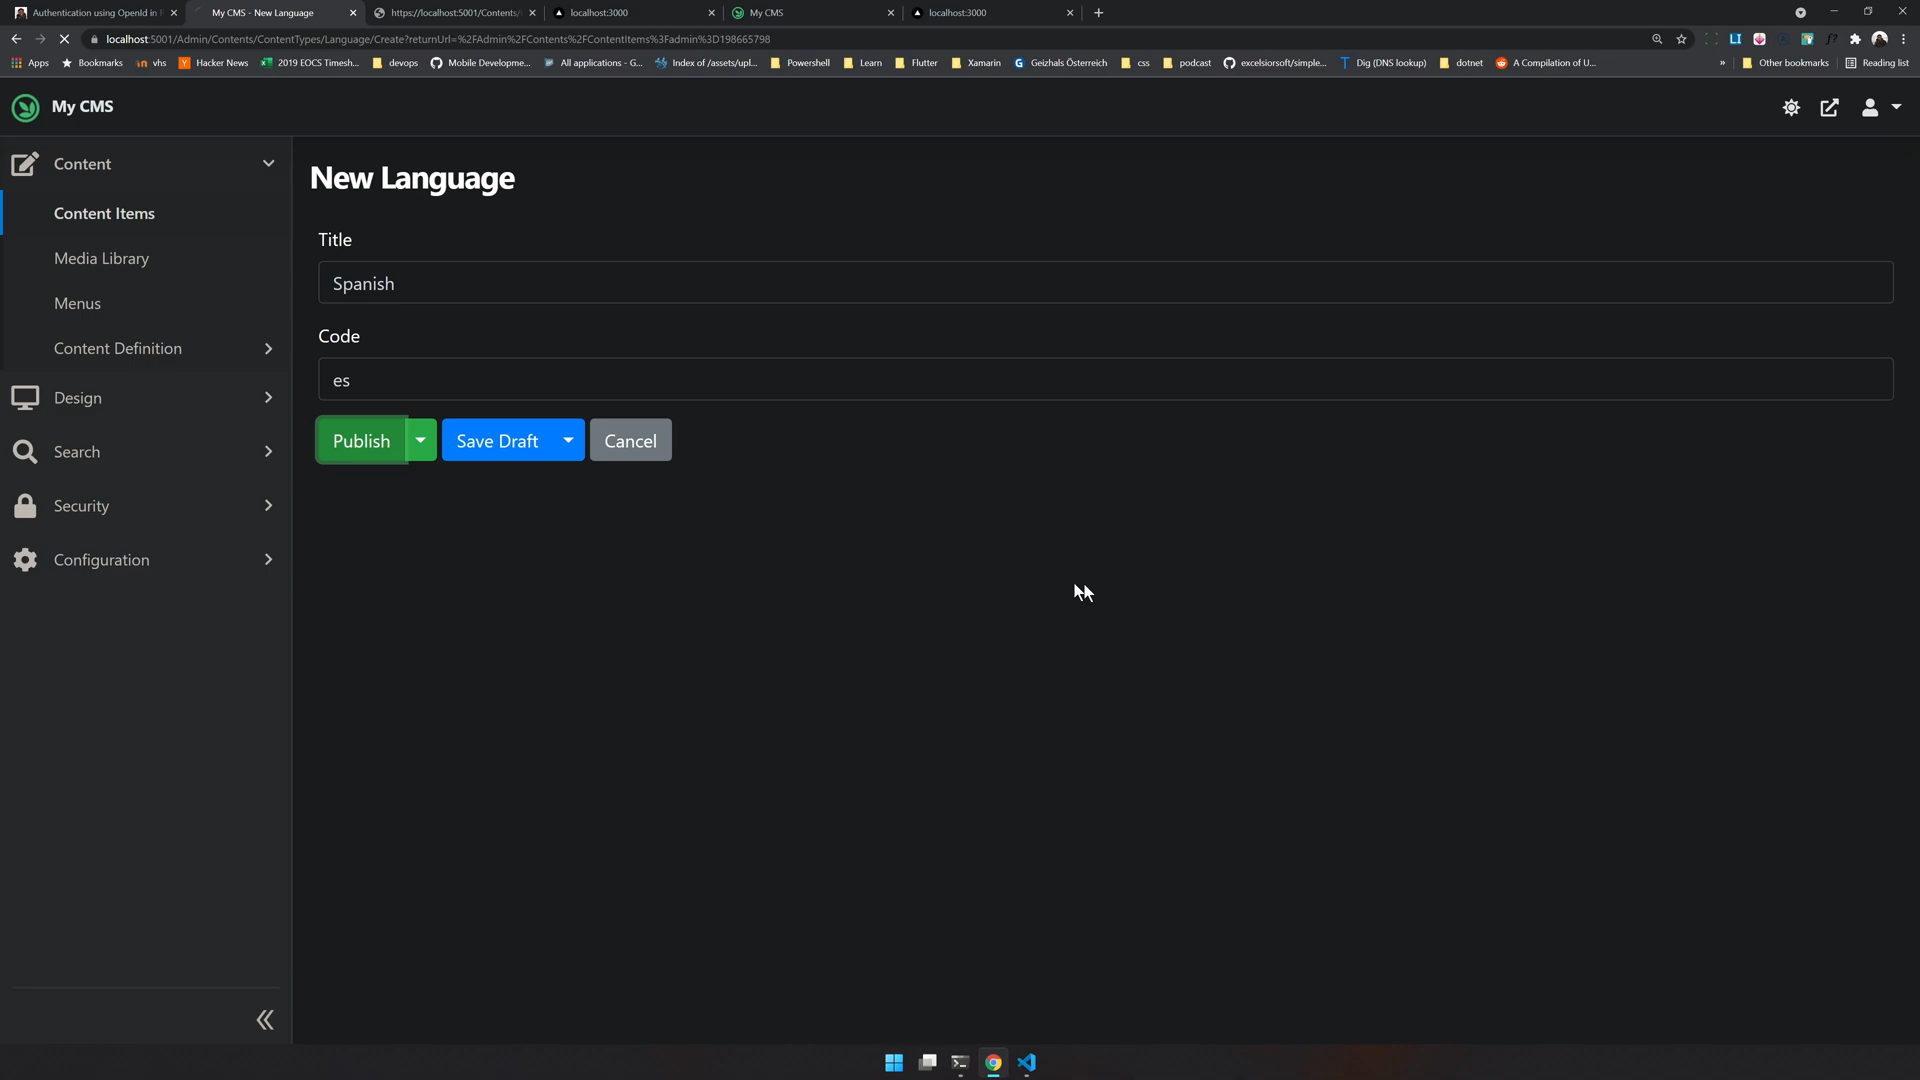 Authentication using OpenId in
My CMS - New Language
https://localhost:5001/Contents/
localhost:3000
My CMS
localhost:3000
localhost:5001/Admin/Contents/ContentTypes/Language/Create?returnUrl=%2FAdmin%2FContents%2FContentItems%3Fadmin%3D198665798
Apps
Bookmarks
vhs
Hacker News
2019 EOCS Timesh...
devops
Mobile Developme...
All applications - G...
Index of /assets/upl...
Powershell
Learn
Flutter
Xamarin
Geizhals Österreich
css
podcast
excelsiorsoft/simple...
Dig (DNS lookup)
dotnet
A Compilation of U...
»
Other bookmarks
Reading list
My CMS
Content
Content Items
Media Library
Menus
Content Definition
Design
Search
Security
Configuration
New Language
Title
Spanish
Code
es
Publish
Save Draft
Cancel